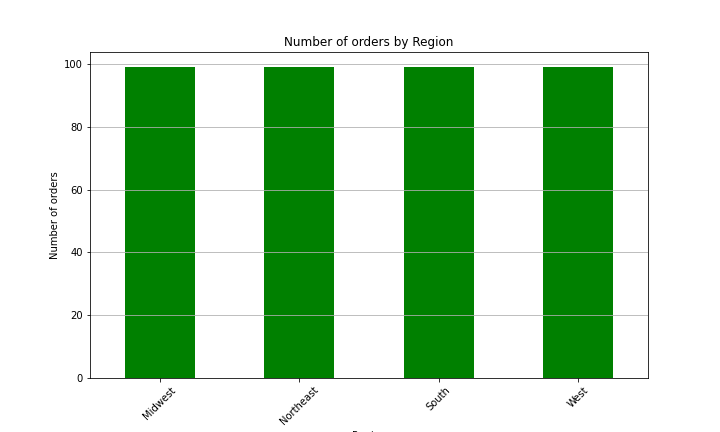 Number of orders by Region
Number of orders
100
80
60
40
20
0
Midwest
Northeast
South
West